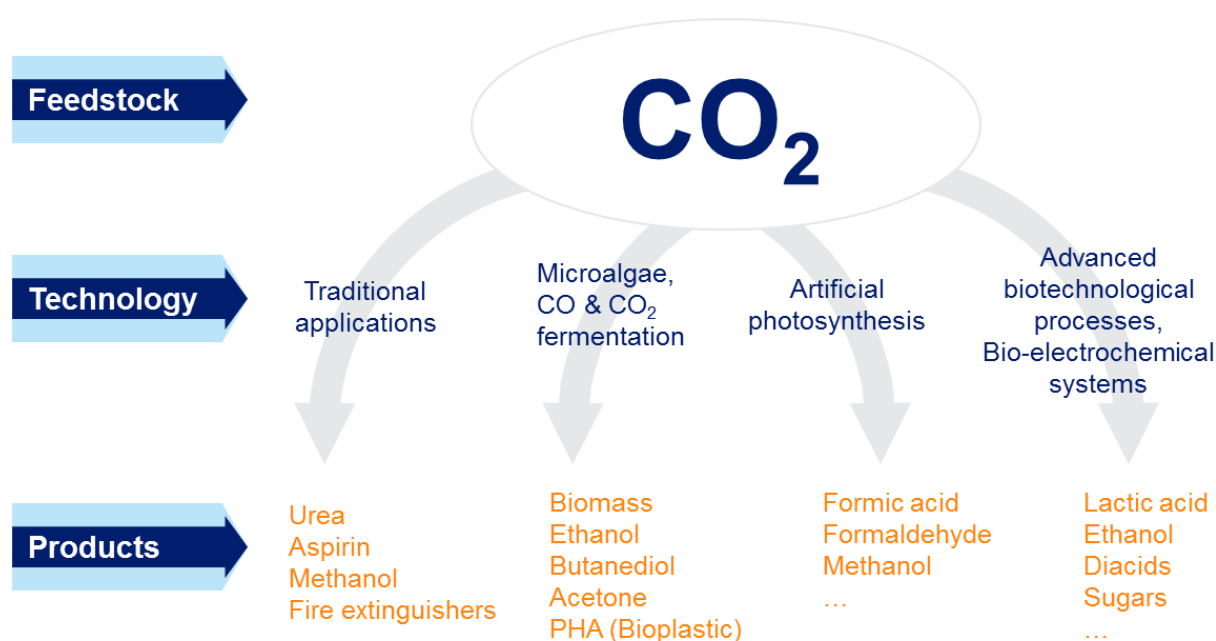 Feedstock
CO₂
Technology
Traditional
applications
Microalgae,
CO & CO₂
fermentation
Artificial
photosynthesis
Advanced
biotechnological
processes,
Bio-electrochemical
systems
Products
Urea
Aspirin
Methanol
Fire extinguishers
Biomass
Ethanol
Butanediol
Acetone
PHA (Bioplastic)
Formic acid
Formaldehyde
Methanol
…
Lactic acid
Ethanol
Diacids
Sugars
…